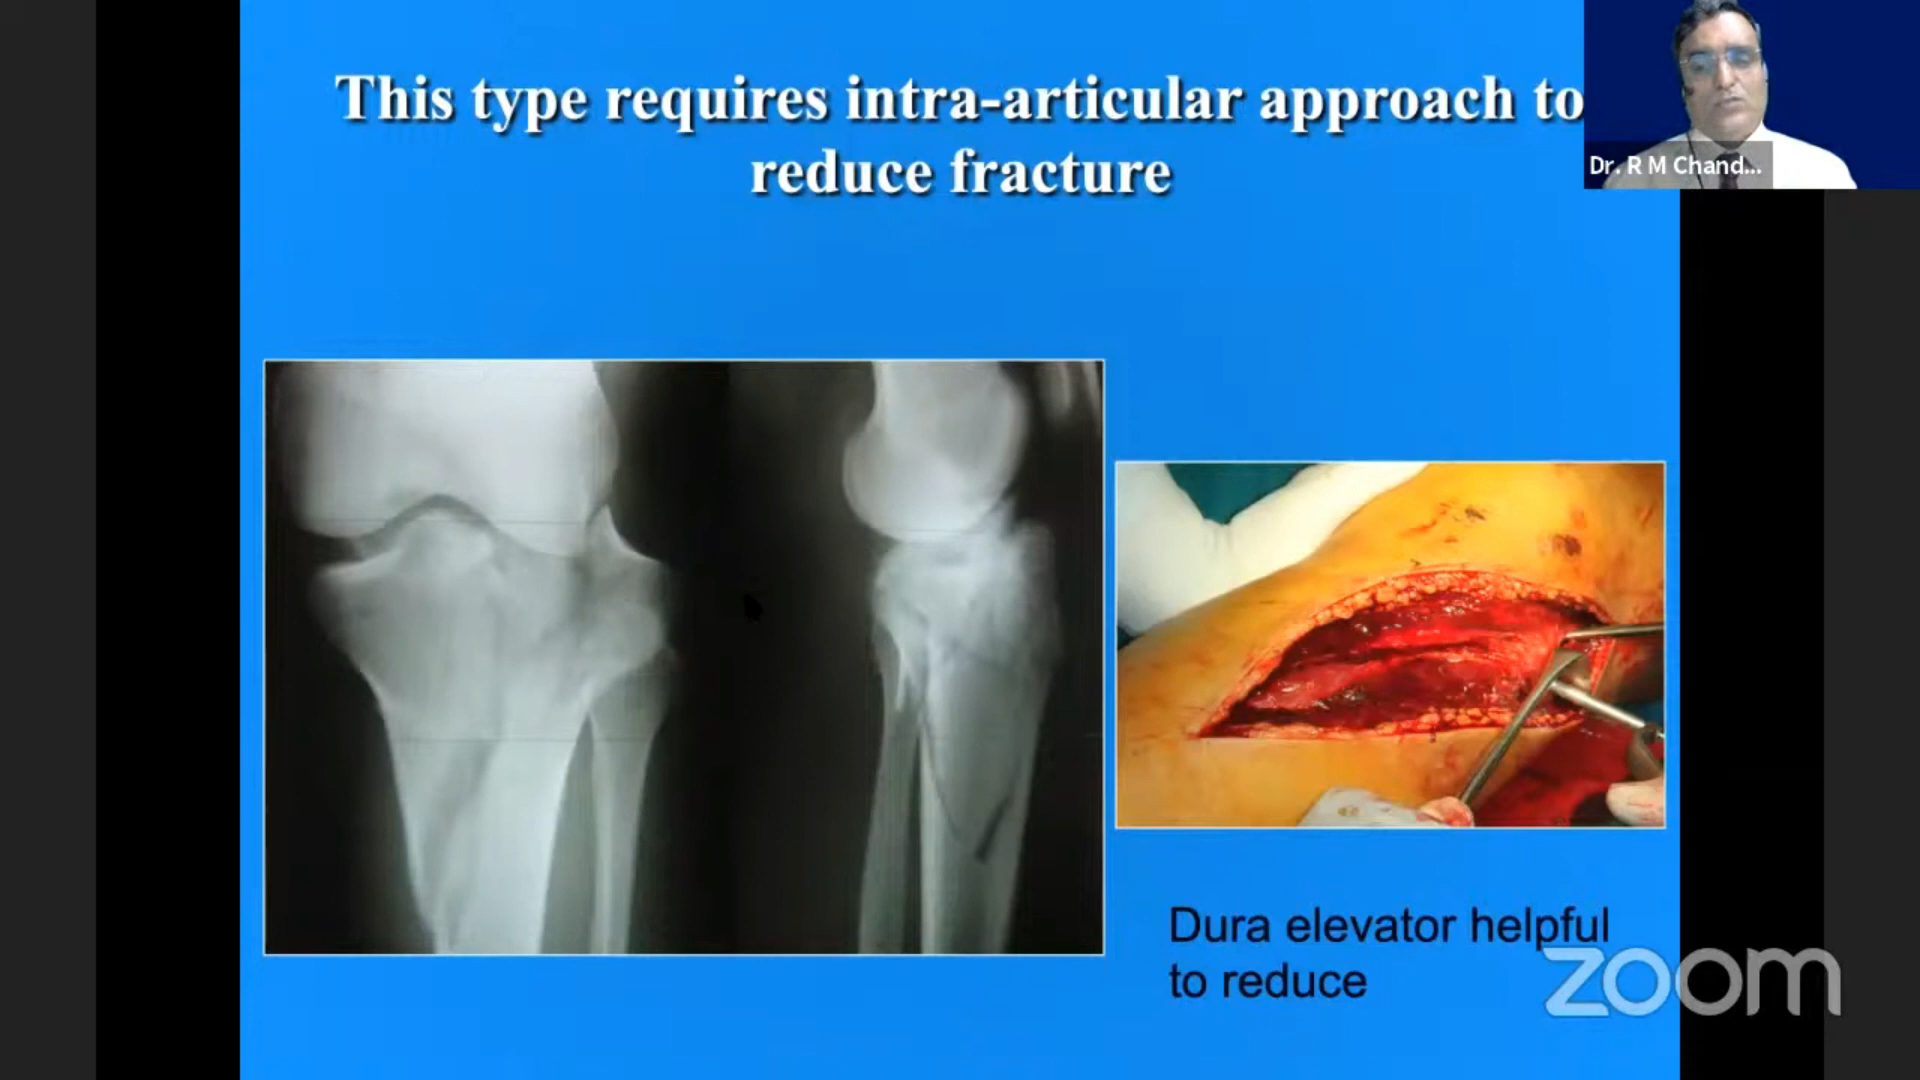 This type requires intra-articular approach to
reduce fracture
Dr. R M Chand...
Dura elevator helpful
to reduce
zoom